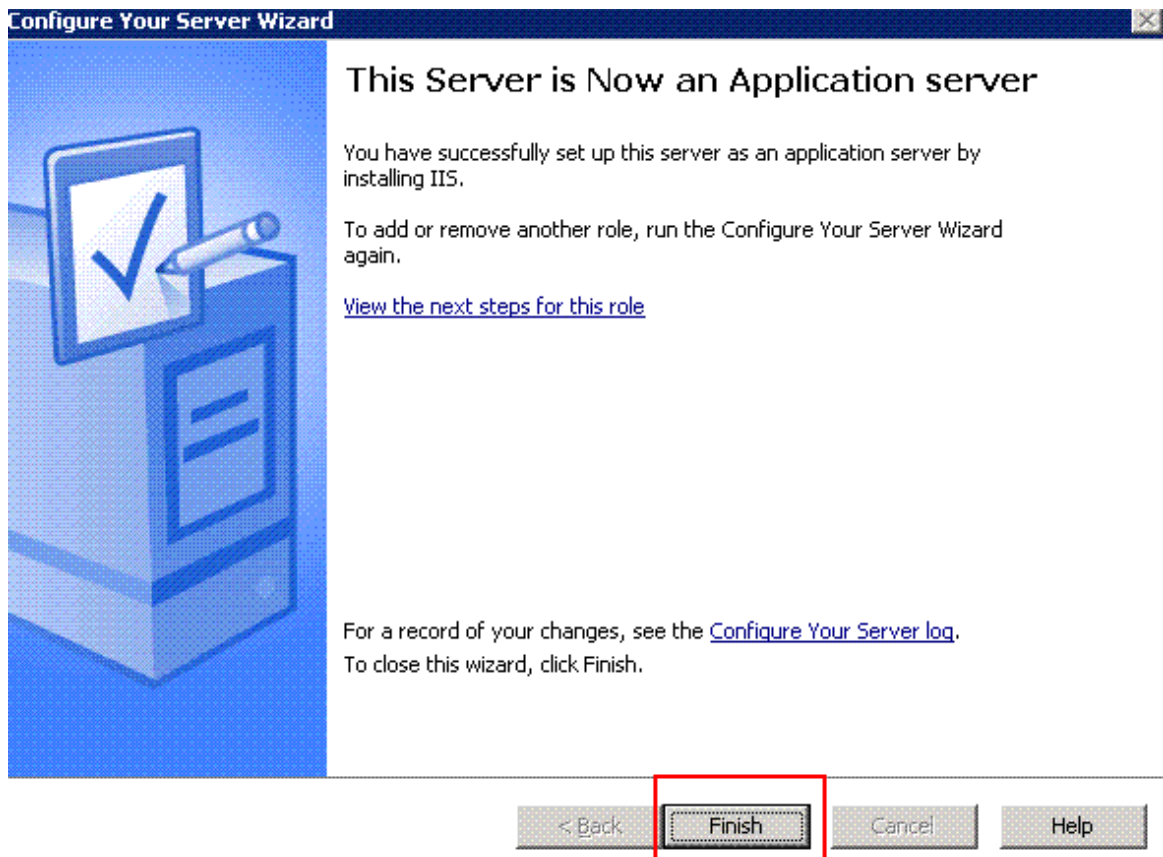 Configure Your Server Wizard
This Server is Now an Application server
You have successfully set up this server as an application server by
installing IIS.
To add or remove another role, run the Configure Your Server Wizard
again.
View the next steps for this role
For a record of your changes, see the Configure Your Server log.
To close this wizard, click Finish.
< Back Finish Cancel Help